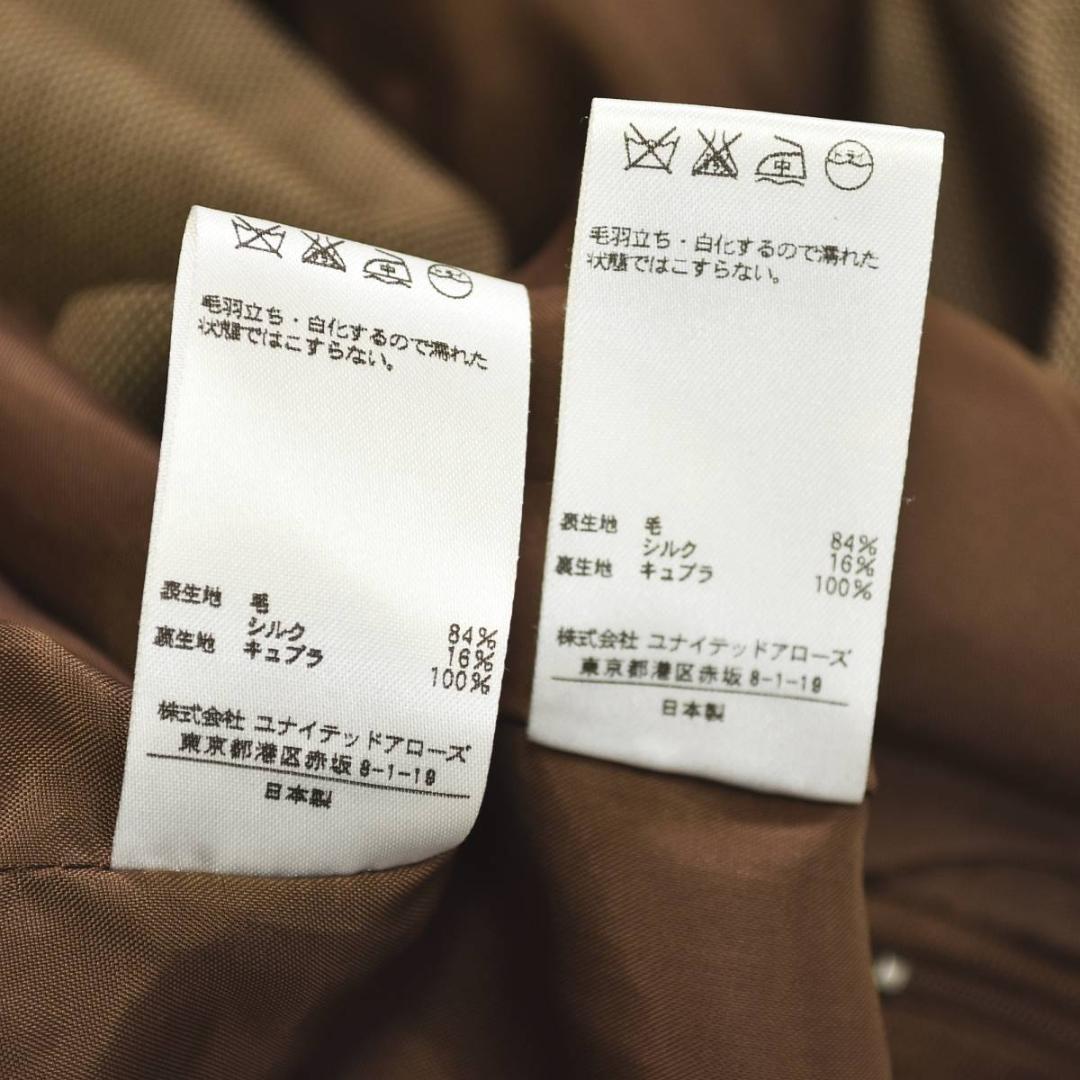 毛羽立ち・白化するので濡れた
状態ではこすらない。
表生地 毛 84%
シルク 16%
裏生地 キュプラ 100%
株式会社 ユナイテッドアローズ
東京都港区赤坂 8-1-19
日本製
中
ドライ
毛羽立ち・白化するので濡れた
状態ではこすらない。
表生地 毛 84%
シルク 16%
裏生地 キュプラ 100%
株式会社 ユナイテッドアローズ
東京都港区赤坂 8-1-19
日本製